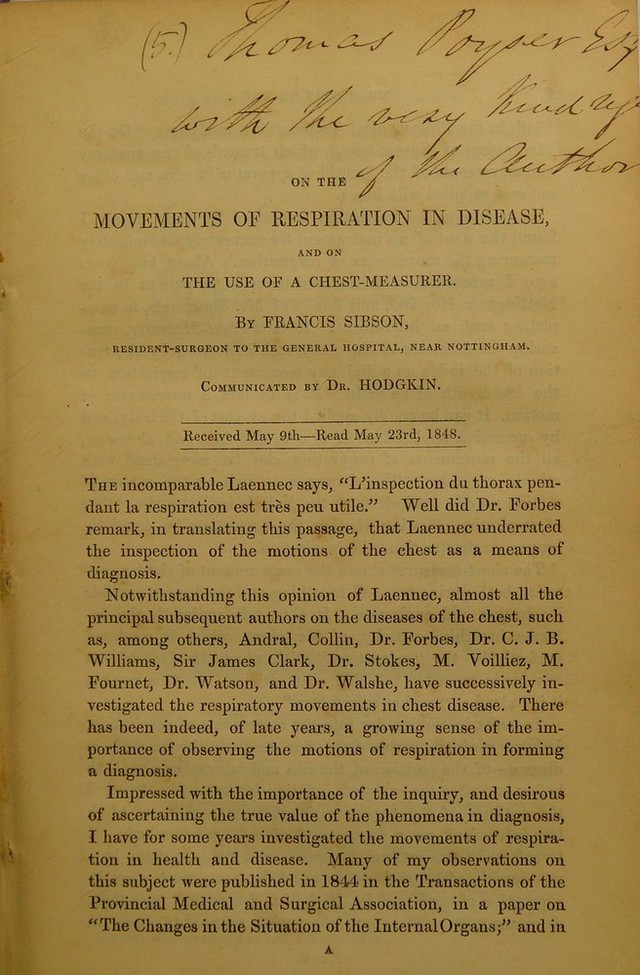 (5.) Thomas Poyser Esq
with the very kind reg
of the Author
ON THE
MOVEMENTS OF RESPIRATION IN DISEASE,
AND ON
THE USE OF A CHEST-MEASURER.
BY FRANCIS SIBSON,
RESIDENT-SURGEON TO THE GENERAL HOSPITAL, NEAR NOTTINGHAM.
COMMUNICATED BY DR. HODGKIN.
Received May 9th—Read May 23rd, 1848.
THE incomparable Laennec says, “L’inspection du thorax pen-
dant la respiration est très peu utile.” Well did Dr. Forbes
remark, in translating this passage, that Laennec underrated
the inspection of the motions of the chest as a means of
diagnosis.
Notwithstanding this opinion of Laennec, almost all the
principal subsequent authors on the diseases of the chest, such
as, among others, Andral, Collin, Dr. Forbes, Dr. C. J. B.
Williams, Sir James Clark, Dr. Stokes, M. Voilliez, M.
Fournet, Dr. Watson, and Dr. Walshe, have successively in-
vestigated the respiratory movements in chest disease. There
has been indeed, of late years, a growing sense of the im-
portance of observing the motions of respiration in forming
a diagnosis.
Impressed with the importance of the inquiry, and desirous
of ascertaining the true value of the phenomena in diagnosis,
I have for some years investigated the movements of respira-
tion in health and disease. Many of my observations on
this subject were published in 1844 in the Transactions of the
Provincial Medical and Surgical Association, in a paper on
“The Changes in the Situation of the Internal Organs;” and in
A